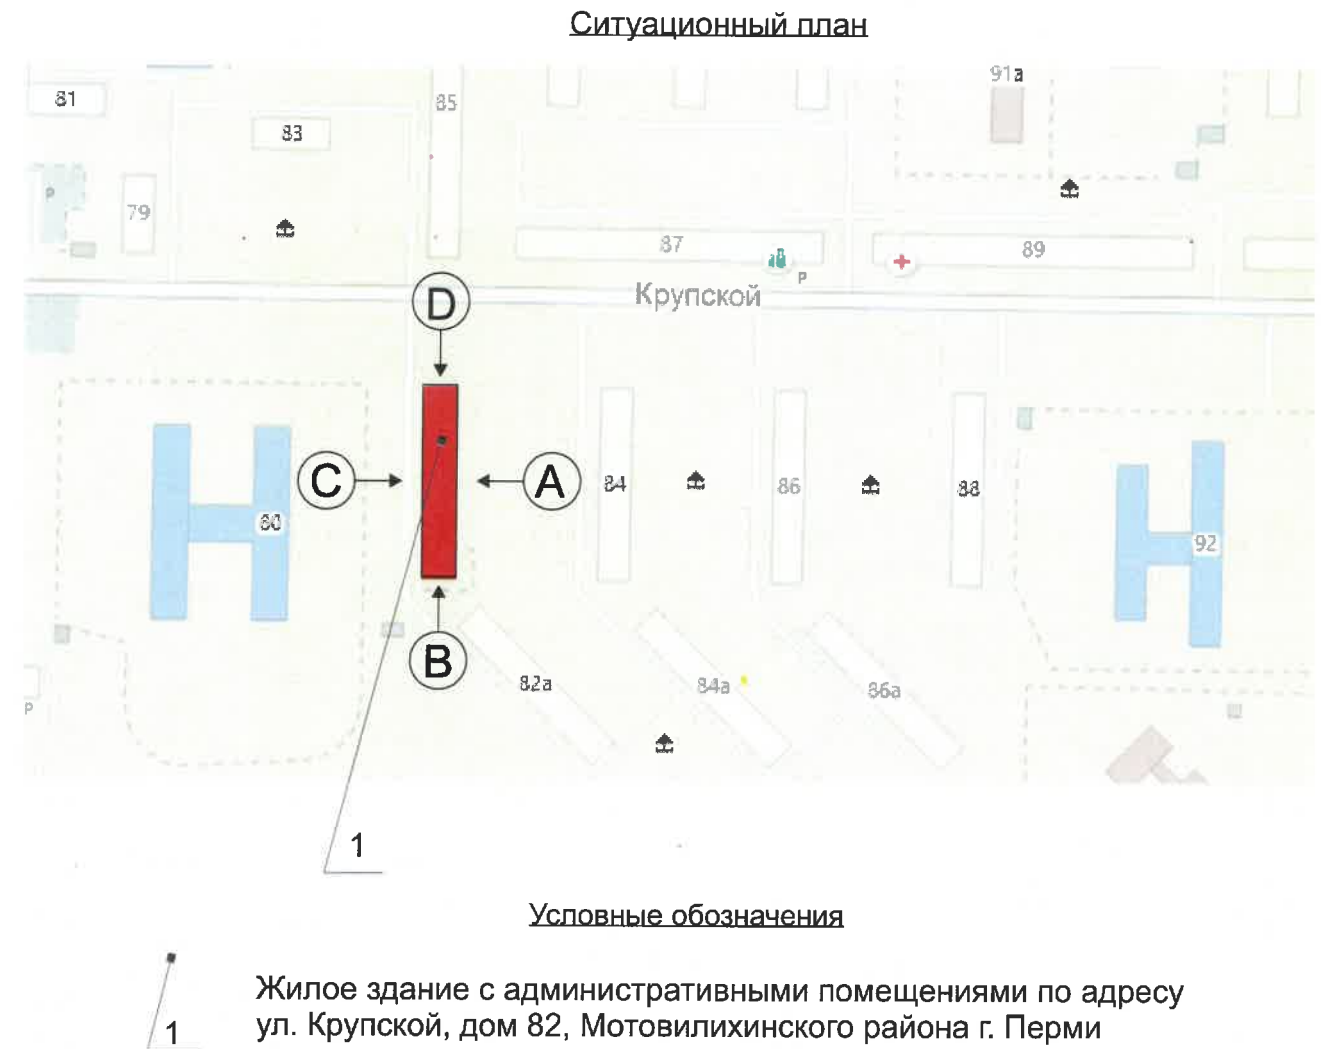 Ситуационный план
91а
81
85
83
Р
79
87
89
Р
Крупской
D
C
A
84
86
88
80
92
B
82а
84а
86а
Р
1
Условные обозначения
Жилое здание с административными помещениями по адресу
1
ул. Крупской, дом 82, Мотовилихинского района г. Перми